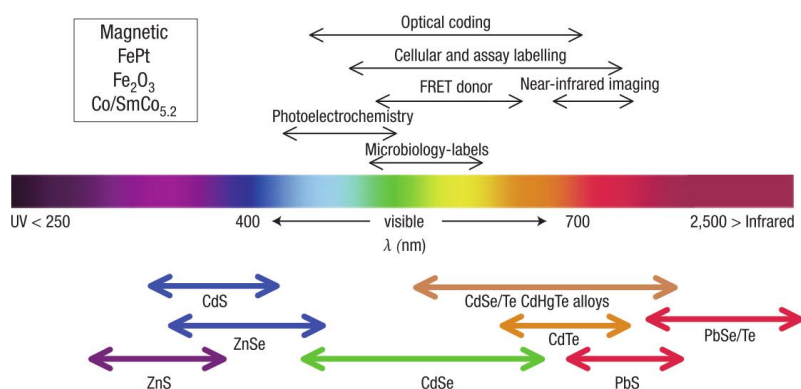 Magnetic
FePt
Fe₂O₃
Co/SmCo₅.₂
Optical coding
Cellular and assay labelling
FRET donor
Near-infrared imaging
Photoelectrochemistry
Microbiology-labels
UV < 250
400
visible
700
2,500 > Infrared
λ (nm)
CdS
CdSe/Te CdHgTe alloys
ZnSe
CdTe
PbSe/Te
ZnS
CdSe
PbS